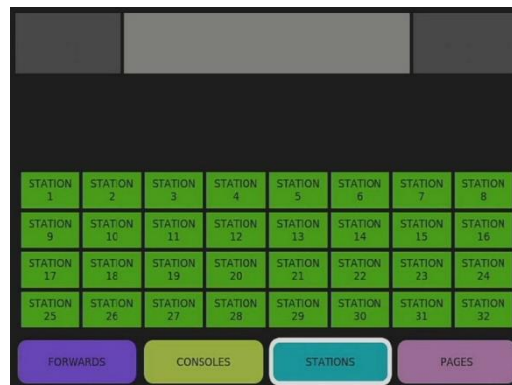 STATION STATION STATION STATION STATION STATION STATION STATION
1 2 3 4 5 6 7 8
STATION STATION STATION STATION STATION STATION STATION STATION
9 10 11 12 13 14 15 16
STATION STATION STATION STATION STATION STATION STATION STATION
17 18 19 20 21 22 23 24
STATION STATION STATION STATION STATION STATION STATION STATION
25 26 27 28 29 30 31 32
FORWARDS CONSOLES STATIONS PAGES